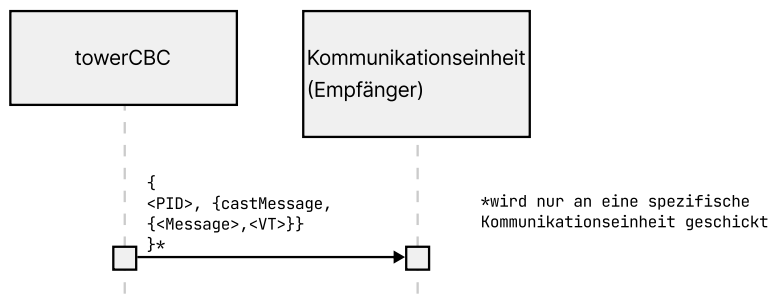 towerCBC
Kommunikationseinheit
(Empfänger)
{
<PID>, {castMessage,
{<Message>,<VT>}}
}*
*wird nur an eine spezifische
Kommunikationseinheit geschickt